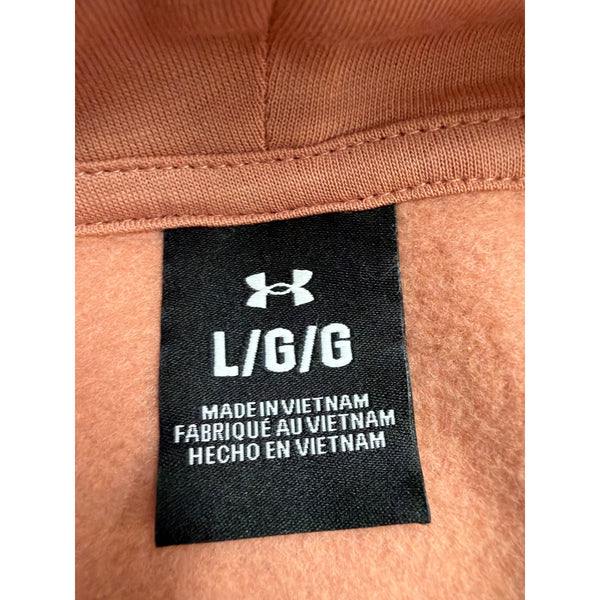 L/G/G
MADE IN VIETNAM
FABRIQUÉ AU VIETNAM
HECHO EN VIETNAM